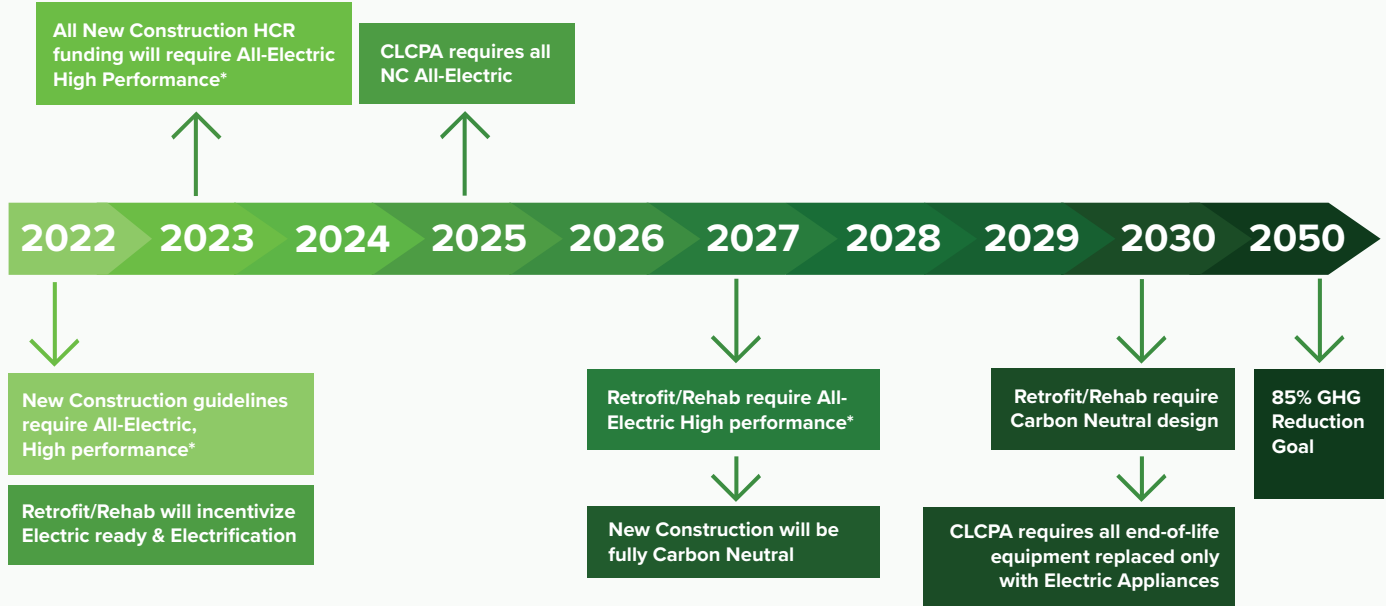 All New Construction HCR
funding will require All-Electric
High Performance*
CLCPA requires all
NC All-Electric
2022 2023 2024 2025 2026 2027 2028 2029 2030 2050
New Construction guidelines
require All-Electric,
High performance*
Retrofit/Rehab will incentivize
Electric ready & Electrification
Retrofit/Rehab require All-
Electric High performance*
New Construction will be
fully Carbon Neutral
Retrofit/Rehab require
Carbon Neutral design
CLCPA requires all end-of-life
equipment replaced only
with Electric Appliances
85% GHG
Reduction
Goal